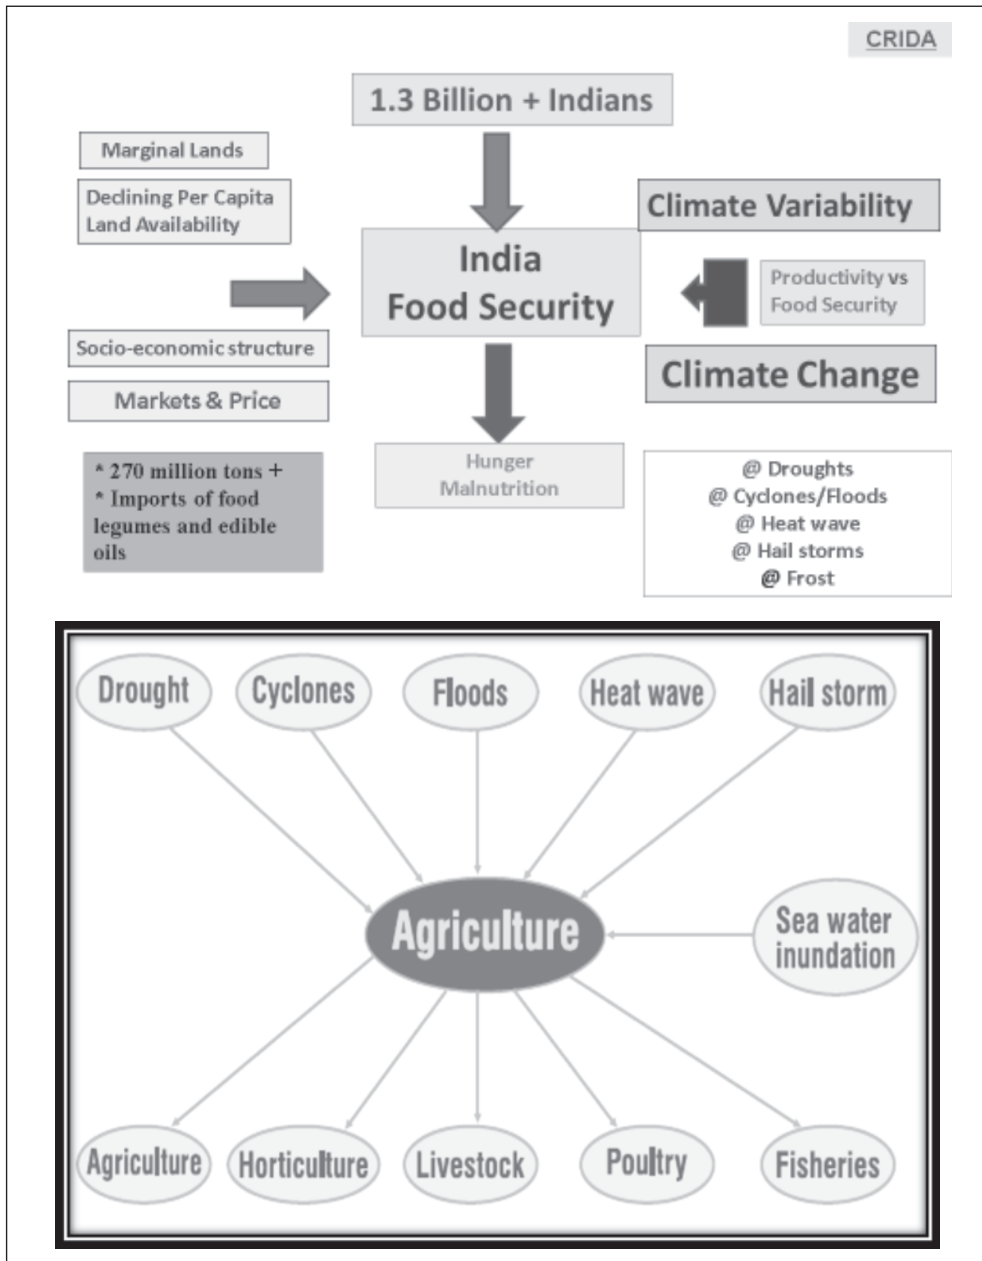 CRIDA
1.3 Billion + Indians
Marginal Lands
Declining Per Capita
Land Availability
Climate Variability
India
Food Security
Productivity vs
Food Security
Socio-economic structure
Climate Change
Markets & Price
* 270 million tons +
* Imports of food
legumes and edible
oils
Hunger
Malnutrition
@ Droughts
@ Cyclones/Floods
@ Heat wave
@ Hail storms
@ Frost
Drought
Cyclones
Floods
Heat wave
Hail storm
Agriculture
Sea water
inundation
Agriculture
Horticulture
Livestock
Poultry
Fisheries